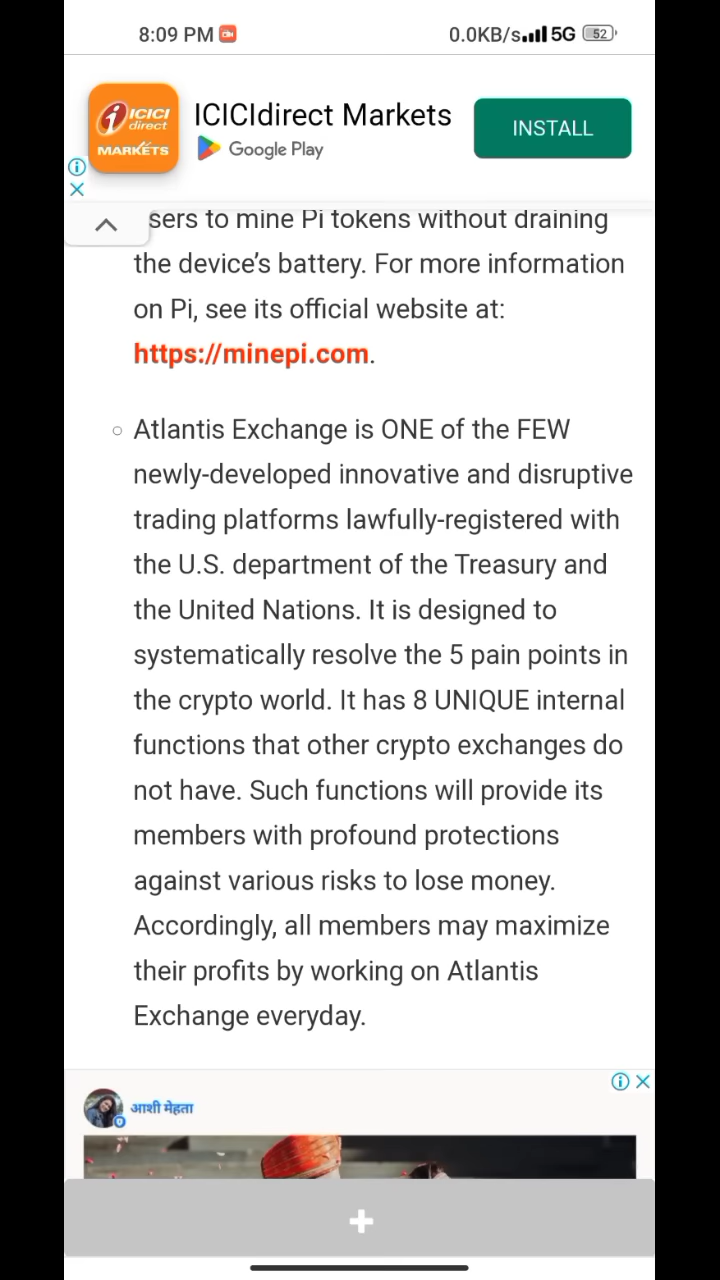 8:09 PM
0.0KB/s 5G 52
ICICI direct MARKETS
ICICIdirect Markets
Google Play
INSTALL
sers to mine Pi tokens without draining
the device’s battery. For more information
on Pi, see its official website at:
https://minepi.com.
Atlantis Exchange is ONE of the FEW
newly-developed innovative and disruptive
trading platforms lawfully-registered with
the U.S. department of the Treasury and
the United Nations. It is designed to
systematically resolve the 5 pain points in
the crypto world. It has 8 UNIQUE internal
functions that other crypto exchanges do
not have. Such functions will provide its
members with profound protections
against various risks to lose money.
Accordingly, all members may maximize
their profits by working on Atlantis
Exchange everyday.
आशी मेहता